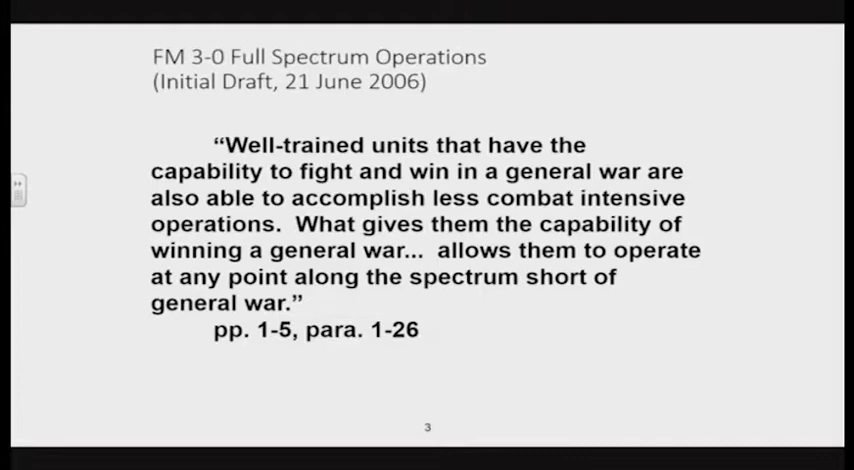 FM 3-0 Full Spectrum Operations
(Initial Draft, 21 June 2006)
“Well-trained units that have the
capability to fight and win in a general war are
also able to accomplish less combat intensive
operations.  What gives them the capability of
winning a general war...  allows them to operate
at any point along the spectrum short of
general war.”
pp. 1-5, para. 1-26
3